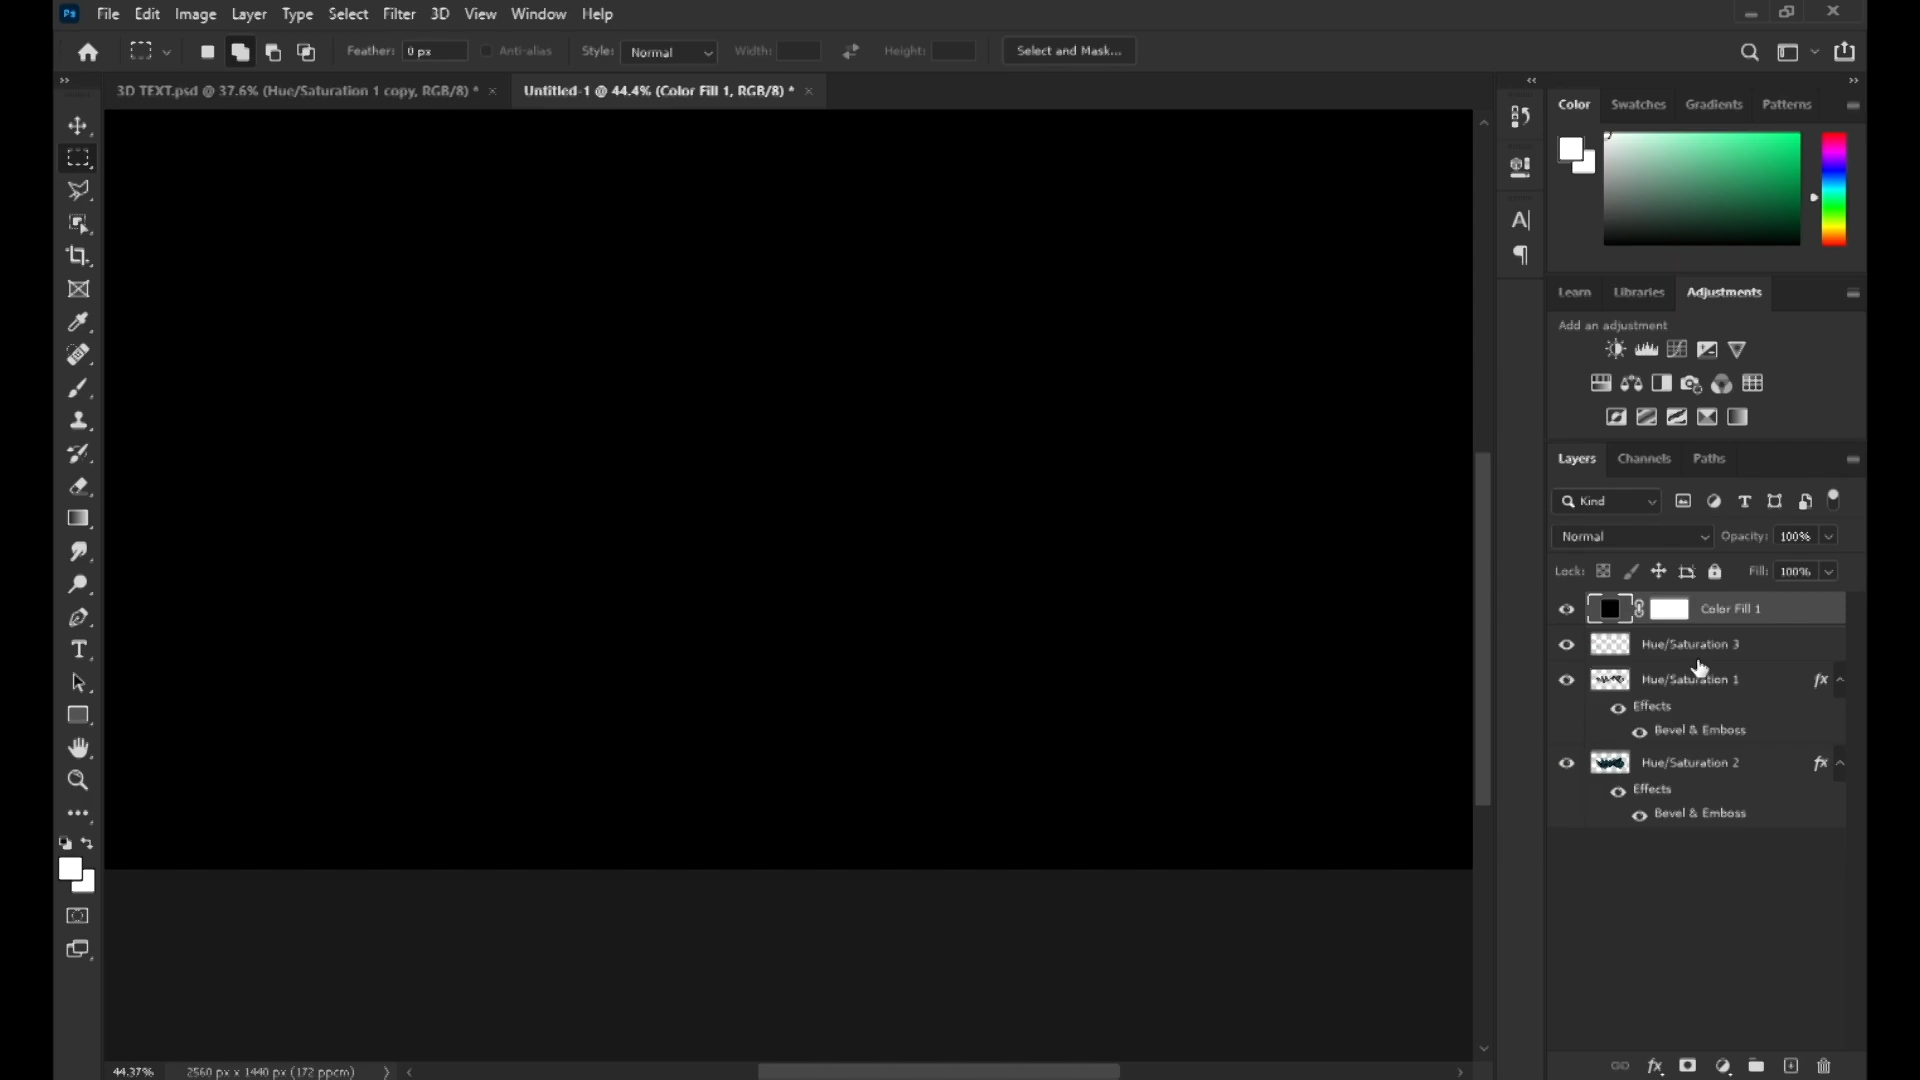 Ps File Edit Image Layer Type Select Filter 3D View Window Help
Feather: 0 px Anti-alias Style: Normal Width: Height: Select and Mask...
3D TEXT.psd @ 37.6% (Hue/Saturation 1 copy, RGB/8) * × Untitled-1 @ 44.4% (Color Fill 1, RGB/8) * ×
Color Swatches Gradients Patterns
Learn Libraries Adjustments
Add an adjustment
Layers Channels Paths
Kind
Normal Opacity: 100%
Lock: Fill: 100%
Color Fill 1
Hue/Saturation 3
Hue/Saturation 1 fx
Effects
Bevel & Emboss
Hue/Saturation 2 fx
Effects
Bevel & Emboss
44.37% 2560 px x 1440 px (172 ppcm)